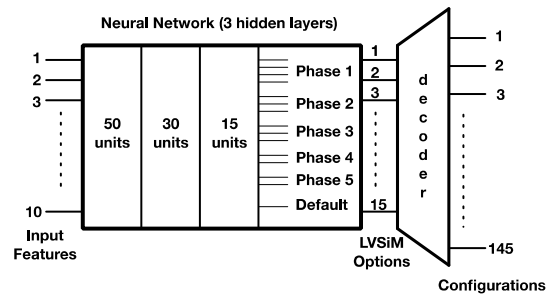 Neural Network (3 hidden layers)
1
2
3
10
Input
Features
50
units
30
units
15
units
Phase 1
Phase 2
Phase 3
Phase 4
Phase 5
Default
1
2
3
15
LVSiM
Options
decoder
1
2
3
145
Configurations